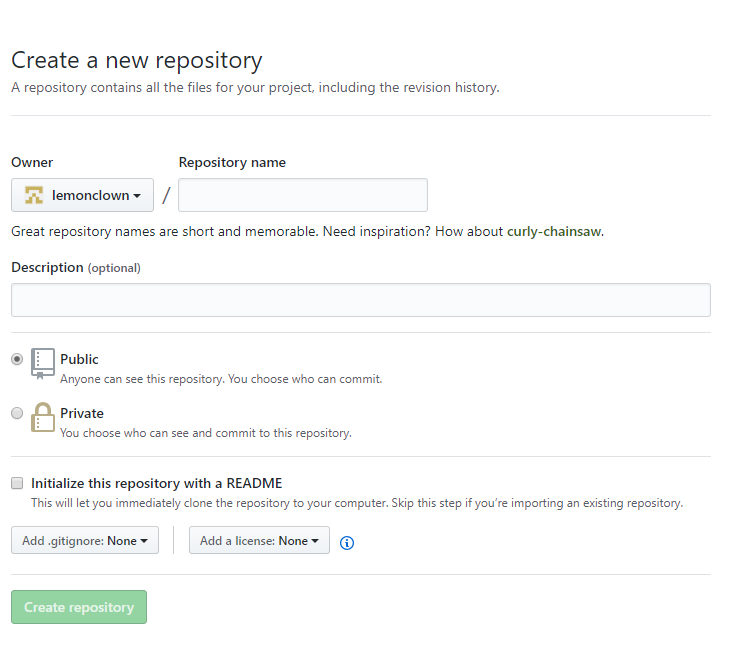 Create a new repository
A repository contains all the files for your project, including the revision history.
Owner
Repository name
lemonclown
/
Great repository names are short and memorable. Need inspiration? How about curly-chainsaw.
Description (optional)
Public
Anyone can see this repository. You choose who can commit.
Private
You choose who can see and commit to this repository.
Initialize this repository with a README
This will let you immediately clone the repository to your computer. Skip this step if you’re importing an existing repository.
Add .gitignore: None
Add a license: None
Create repository